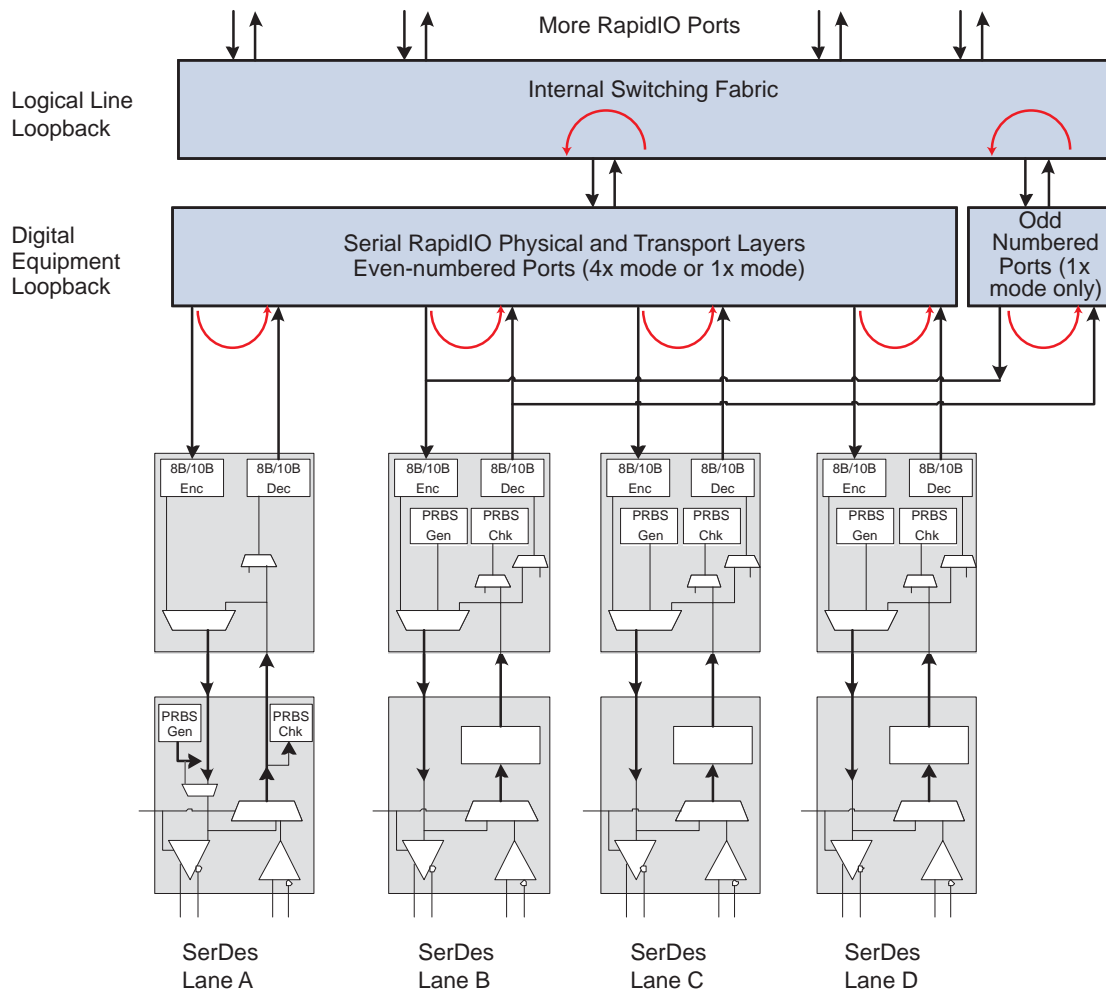 More RapidIO Ports
Internal Switching Fabric
Logical Line
Loopback
Digital
Equipment
Loopback
Serial RapidIO Physical and Transport Layers
Even-numbered Ports (4x mode or 1x mode)
Odd
Numbered
Ports (1x
mode only)
8B/10B
Enc
8B/10B
Dec
8B/10B
Enc
8B/10B
Dec
PRBS
Gen
PRBS
Chk
8B/10B
Enc
8B/10B
Dec
PRBS
Gen
PRBS
Chk
8B/10B
Enc
8B/10B
Dec
PRBS
Gen
PRBS
Chk
PRBS
Gen
PRBS
Chk
SerDes
Lane A
SerDes
Lane B
SerDes
Lane C
SerDes
Lane D